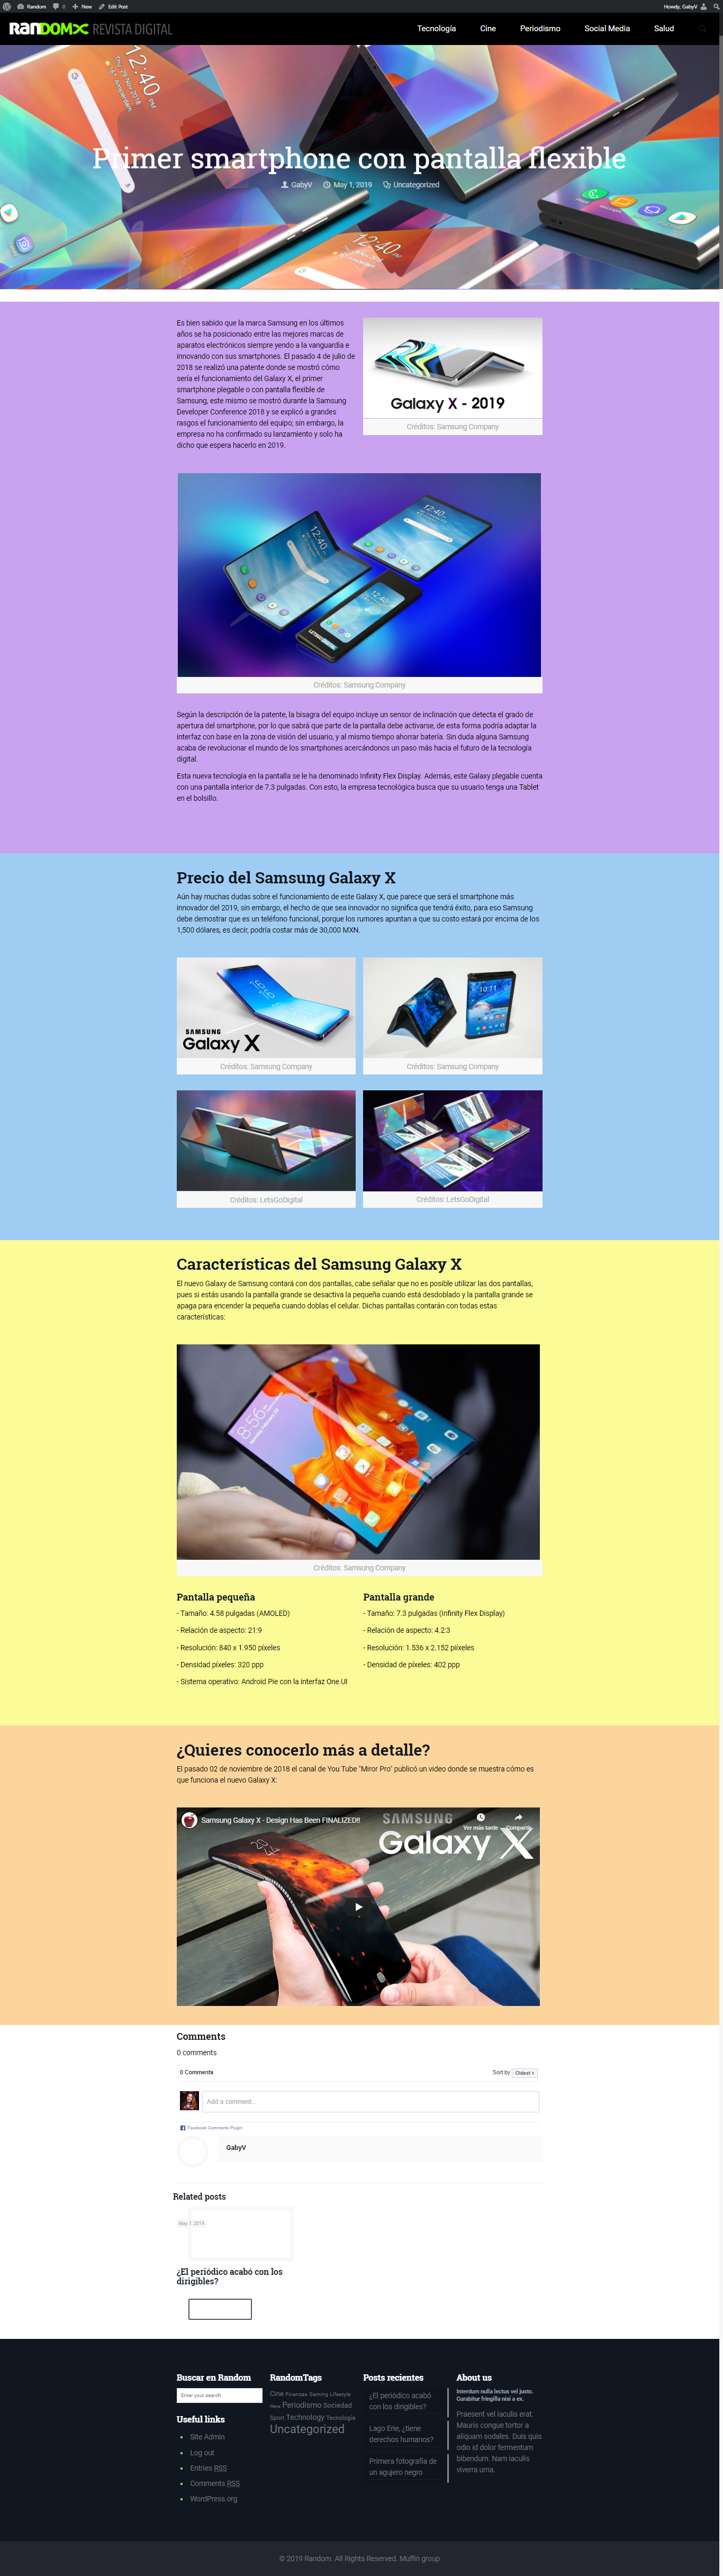 Random 0 New Edit Post Howdy, GabyV
RANDOM REVISTA DIGITAL Tecnología Cine Periodismo Social Media Salud
12:40 PM
Thu, 29 Nov 2018
16° Amsterdam
Primer smartphone con pantalla flexible
GabyV May 1, 2019 Uncategorized
12:40
Es bien sabido que la marca Samsung en los últimos
años se ha posicionado entre las mejores marcas de
aparatos electrónicos siempre yendo a la vanguardia e
innovando con sus smartphones. El pasado 4 de julio de
2018 se realizó una patente donde se mostró cómo
sería el funcionamiento del Galaxy X, el primer
smartphone plegable o con pantalla flexible de
Samsung, este mismo se mostró durante la Samsung
Developer Conference 2018 y se explicó a grandes
rasgos el funcionamiento del equipo; sin embargo, la
empresa no ha confirmado su lanzamiento y solo ha
dicho que espera hacerlo en 2019.
Galaxy X - 2019
Créditos: Samsung Company
12:40
12:40
12:40
LETSGODIGITAL
Créditos: Samsung Company
Según la descripción de la patente, la bisagra del equipo incluye un sensor de inclinación que detecta el grado de
apertura del smartphone, por lo que sabrá que parte de la pantalla debe activarse, de esta forma podría adaptar la
interfaz con base en la zona de visión del usuario, y al mismo tiempo ahorrar batería. Sin duda alguna Samsung
acaba de revolucionar el mundo de los smartphones acercándonos un paso más hacia el futuro de la tecnología
digital.
Esta nueva tecnología en la pantalla se le ha denominado Infinity Flex Display. Además, este Galaxy plegable cuenta
con una pantalla interior de 7.3 pulgadas. Con esto, la empresa tecnológica busca que su usuario tenga una Tablet
en el bolsillo.
Precio del Samsung Galaxy X
Aún hay muchas dudas sobre el funcionamiento de este Galaxy X, que parece que será el smartphone más
innovador del 2019, sin embargo, el hecho de que sea innovador no significa que tendrá éxito, para eso Samsung
debe demostrar que es un teléfono funcional, porque los rumores apuntan a que su costo estará por encima de los
1,500 dólares, es decir, podría costar más de 30,000 MXN.
SAMSUNG
Galaxy X
10:11
Créditos: Samsung Company
Créditos: Samsung Company
Créditos: LetsGoDigital
Créditos: LetsGoDigital
Características del Samsung Galaxy X
El nuevo Galaxy de Samsung contará con dos pantallas, cabe señalar que no es posible utilizar las dos pantallas,
pues si estás usando la pantalla grande se desactiva la pequeña cuando está desdoblado y la pantalla grande se
apaga para encender la pequeña cuando doblas el celular. Dichas pantallas contarán con todas estas
características:
8:56
Créditos: Samsung Company
Pantalla pequeña
- Tamaño: 4.58 pulgadas (AMOLED)
- Relación de aspecto: 21:9
- Resolución: 840 x 1.950 píxeles
- Densidad píxeles: 320 ppp
- Sistema operativo: Android Pie con la interfaz One UI
Pantalla grande
- Tamaño: 7.3 pulgadas (Infinity Flex Display)
- Relación de aspecto: 4.2:3
- Resolución: 1.536 x 2.152 piíxeles
- Densidad de píxeles: 402 ppp
¿Quieres conocerlo más a detalle?
El pasado 02 de noviembre de 2018 el canal de You Tube "Miror Pro" publicó un video donde se muestra cómo es
que funciona el nuevo Galaxy X:
Samsung Galaxy X - Design Has Been FINALIZED!!
Ver más tarde Compartir
SAMSUNG
Galaxy X
Comments
0 comments
0 Comments Sort by Oldest
Add a comment...
Facebook Comments Plugin
GabyV
Related posts
May 7, 2019
¿El periódico acabó con los
dirigibles?
Buscar en Random
Enter your search
Useful links
Site Admin
Log out
Entries RSS
Comments RSS
WordPress.org
RandomTags
Cine Finanzas Gaming Lifestyle
News Periodismo Sociedad
Sport Technology Tecnología
Uncategorized
Posts recientes
¿El periódico acabó
con los dirigibles?
Lago Erie, ¿tiene
derechos humanos?
Primera fotografía de
un agujero negro
About us
Interdum nulla lectus vel justo.
Curabitur fringilla nisi a ex.
Praesent vel iaculis erat.
Mauris congue tortor a
aliquam sodales. Duis quis
odio id dolor fermentum
bibendum. Nam iaculis
viverra urna.
© 2019 Random. All Rights Reserved. Muffin group